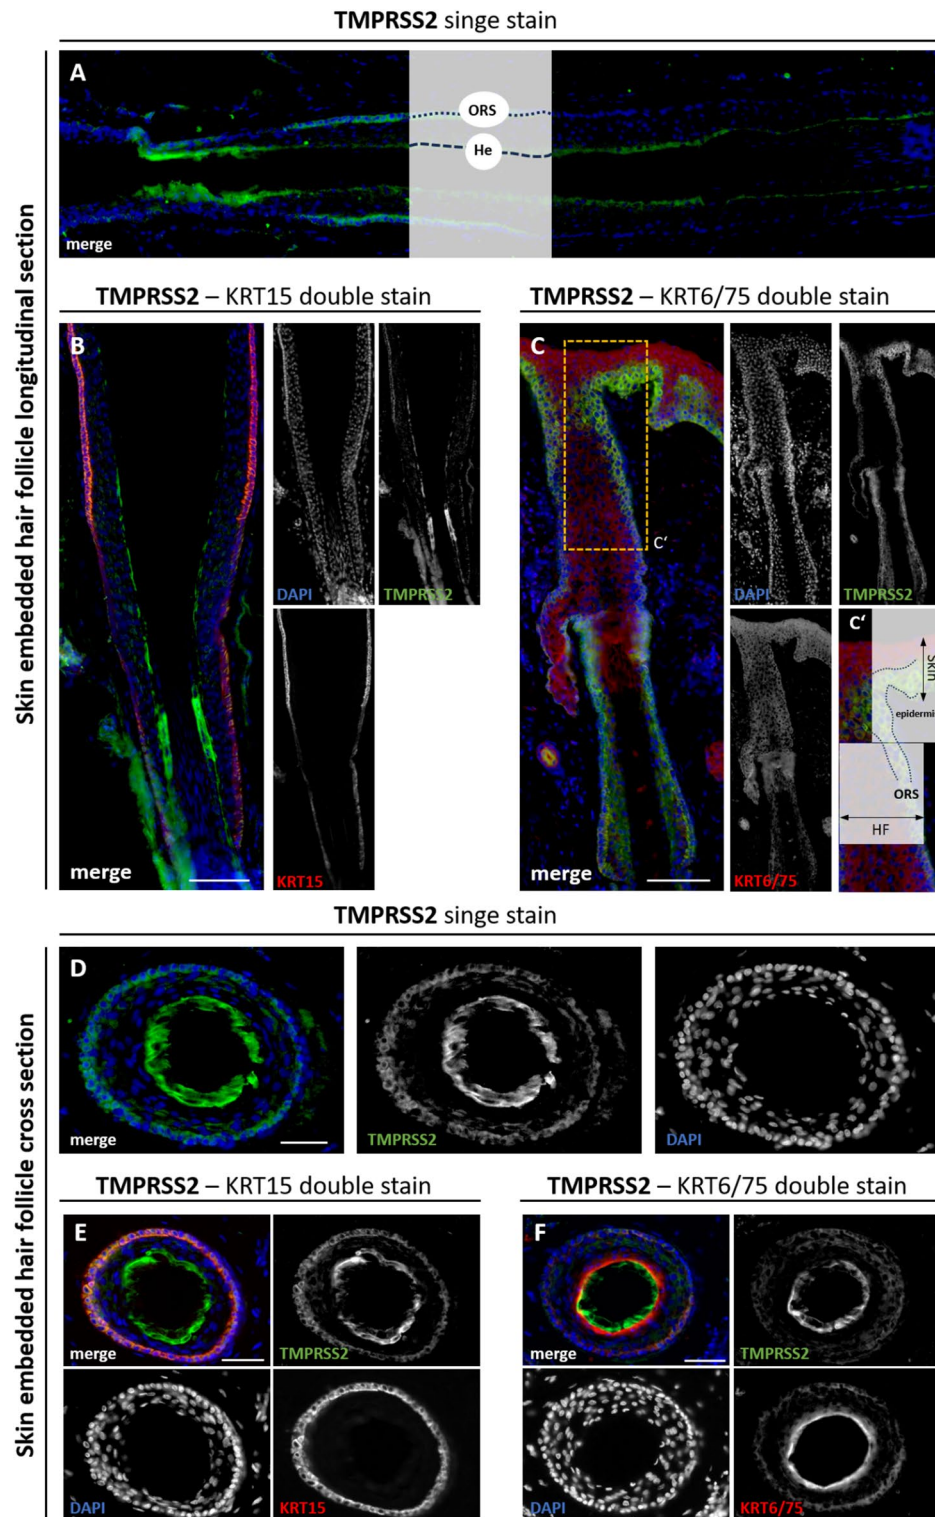 TMPRSS2 singe stain
Skin embedded hair follicle longitudinal section
A
ORS
He
merge
TMPRSS2 – KRT15 double stain
B
DAPI
TMPRSS2
merge
KRT15
TMPRSS2 – KRT6/75 double stain
C
C'
DAPI
TMPRSS2
C'
Skin
epidermis
ORS
HF
merge
KRT6/75
TMPRSS2 singe stain
Skin embedded hair follicle cross section
D
merge
TMPRSS2
DAPI
TMPRSS2 – KRT15 double stain
E
merge
TMPRSS2
DAPI
KRT15
TMPRSS2 – KRT6/75 double stain
F
merge
TMPRSS2
DAPI
KRT6/75